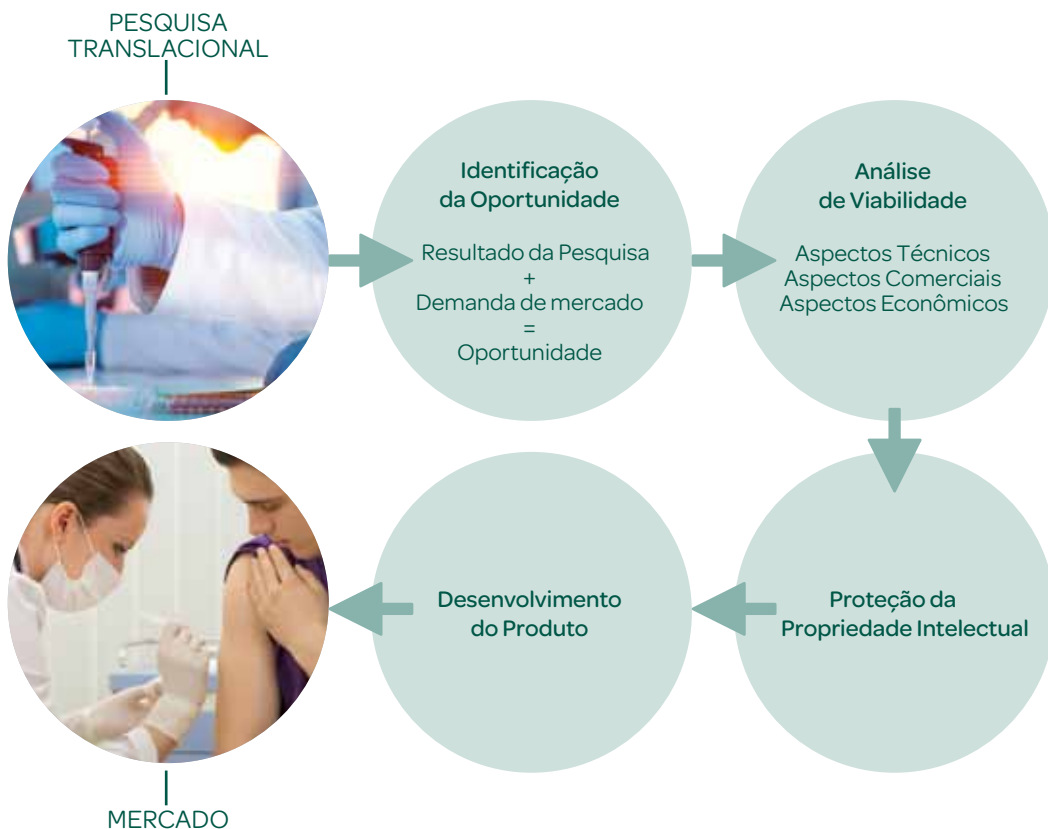 PESQUISA
TRANSLACIONAL
Identificação
da Oportunidade
Resultado da Pesquisa
+
Demanda de mercado
=
Oportunidade
Análise
de Viabilidade
Aspectos Técnicos
Aspectos Comerciais
Aspectos Econômicos
Proteção da
Propriedade Intelectual
Desenvolvimento
do Produto
MERCADO